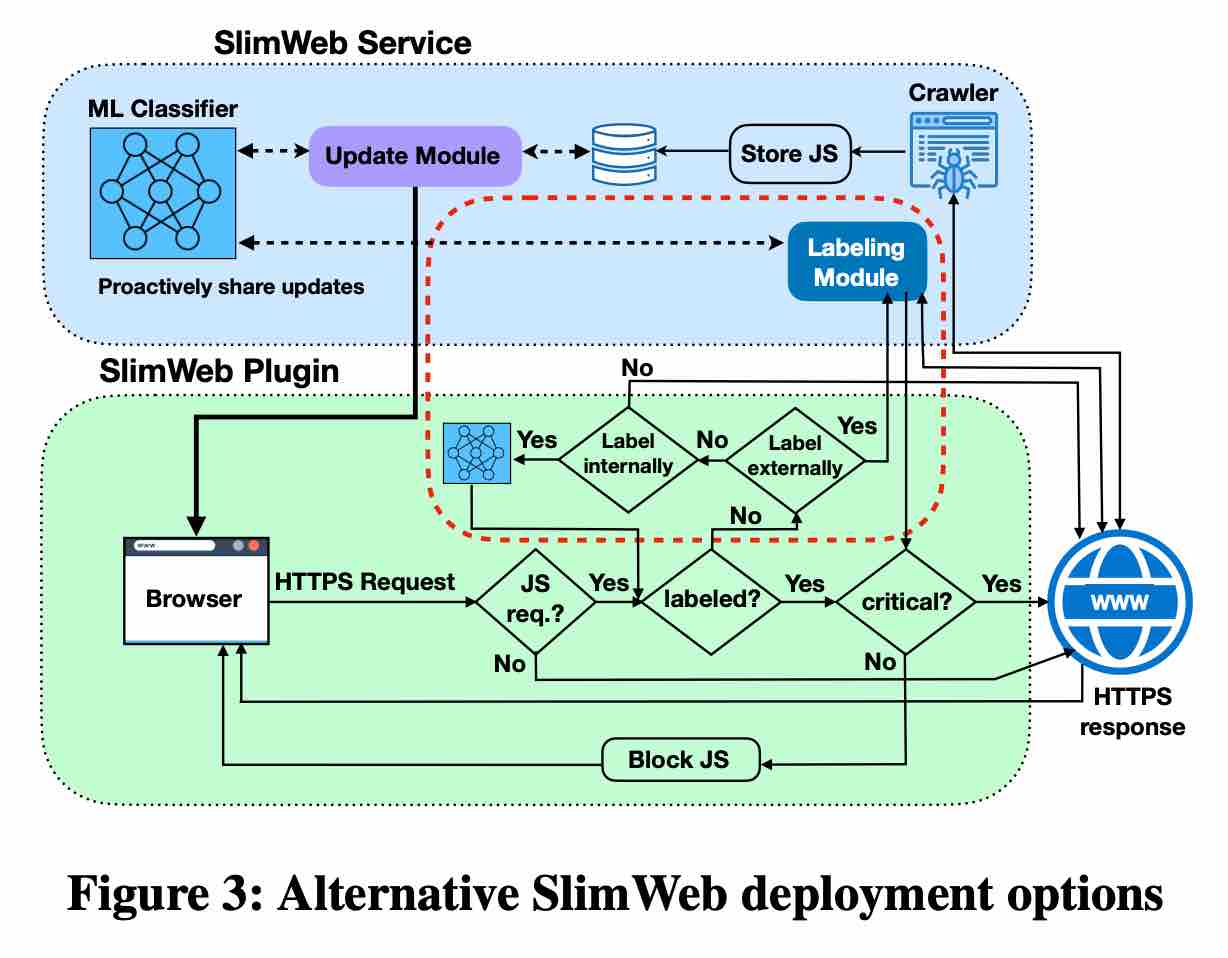 SlimWeb Service
ML Classifier
Crawler
Update Module
Store JS
Labeling
Module
Proactively share updates
SlimWeb Plugin
No
Yes
Label
internally
No
Label
externally
Yes
No
www
Browser
HTTPS Request
JS
req.?
Yes
labeled?
Yes
critical?
Yes
WWW
No
No
HTTPS
response
Block JS
Figure 3: Alternative SlimWeb deployment options